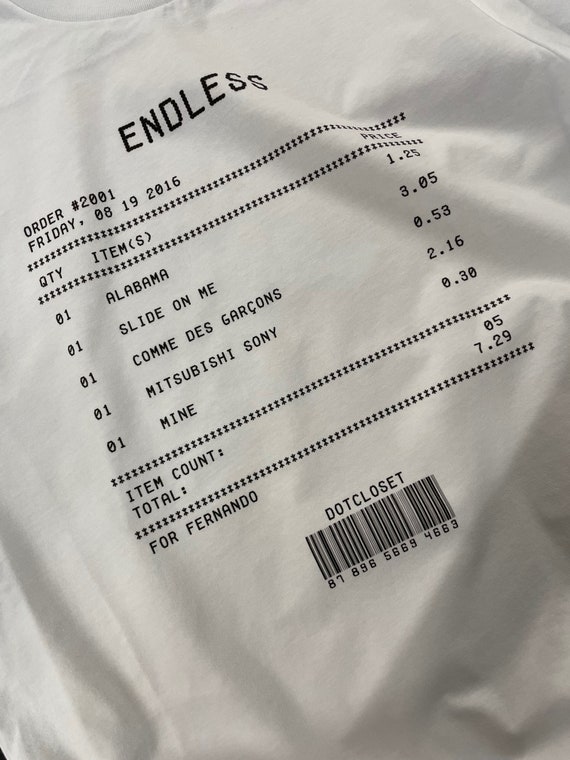 ENDLESS
ORDER #2001
FRIDAY, 08 19 2016
*****************************************
QTY ITEM(S) PRICE
*****************************************
01 ALABAMA 1.25
01 SLIDE ON ME 3.05
01 COMME DES GARÇONS 0.53
01 MITSUBISHI SONY 2.16
01 MINE 0.30
*****************************************
ITEM COUNT: 05
TOTAL: 7.29
*****************************************
FOR FERNANDO
DOTCLOSET
87 896 5669 4669